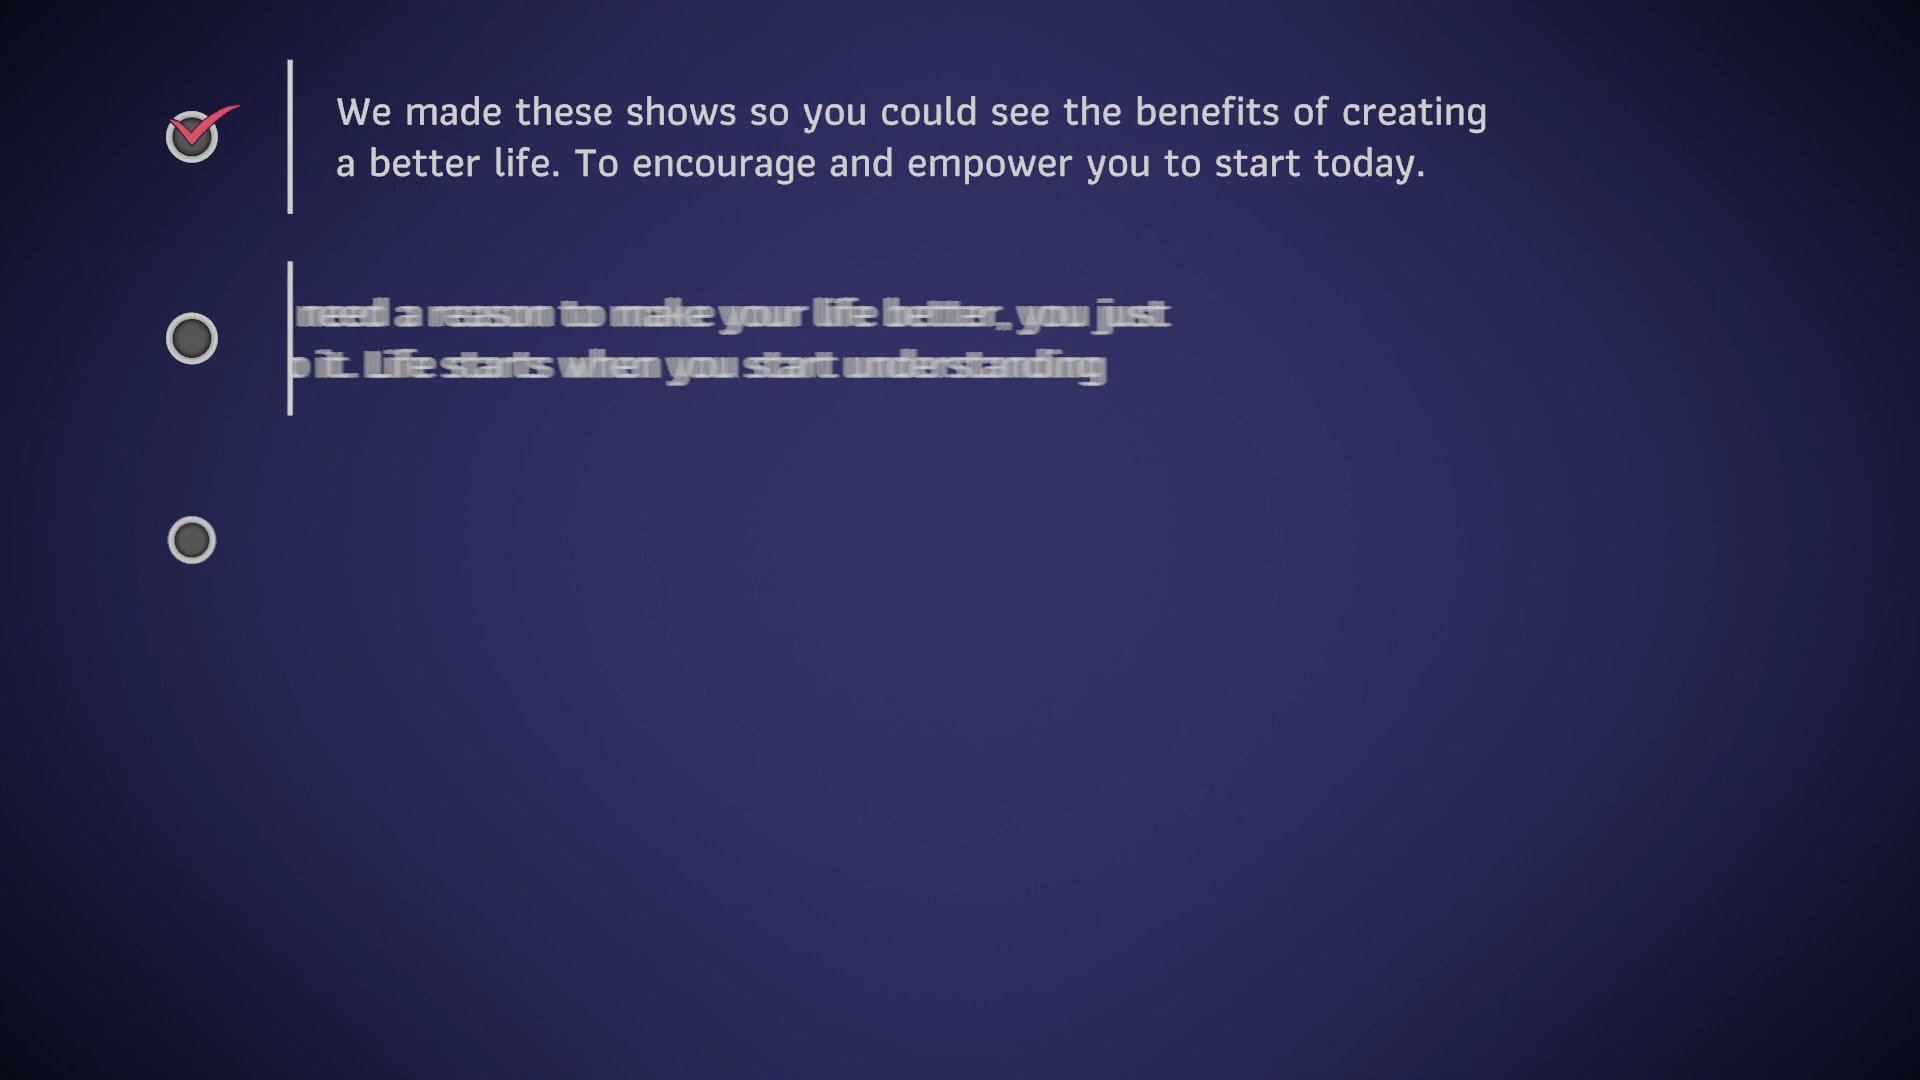 We made these shows so you could see the benefits of creating
a better life. To encourage and empower you to start today.
need a reason to make your life better, you just
it. Life starts when you start understanding